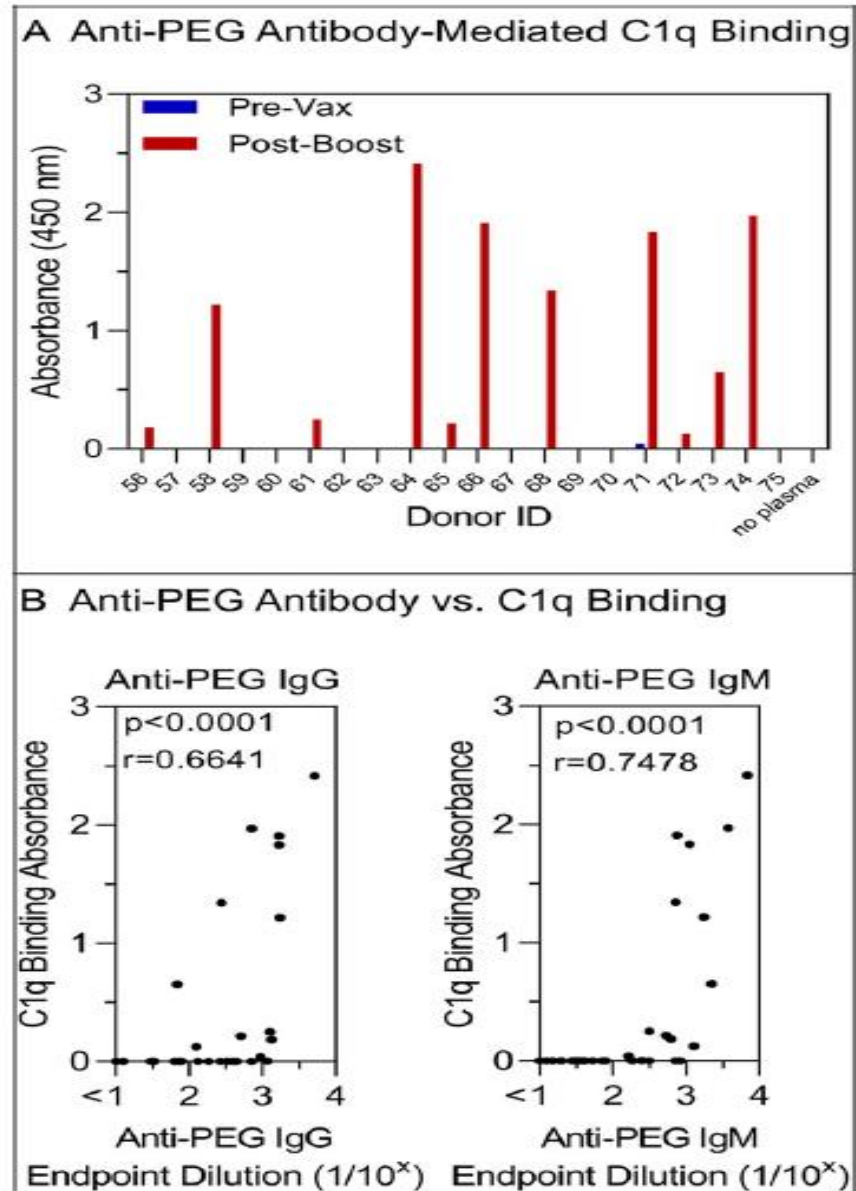 A Anti-PEG Antibody-Mediated C1q Binding
3
Pre-Vax
Post-Boost
2
1
0
Absorbance (450 nm)
56 57 58 59 60 61 62 63 64 65 66 67 68 69 70 71 72 73 74 75 no plasma
Donor ID
B Anti-PEG Antibody vs. C1q Binding
Anti-PEG IgG
3
p<0.0001
r=0.6641
2
1
0
C1q Binding Absorbance
<1 2 3 4
Anti-PEG IgG
Endpoint Dilution (1/10ˣ)
Anti-PEG IgM
3
p<0.0001
r=0.7478
2
1
0
C1q Binding Absorbance
<1 2 3 4
Anti-PEG IgM
Endpoint Dilution (1/10ˣ)